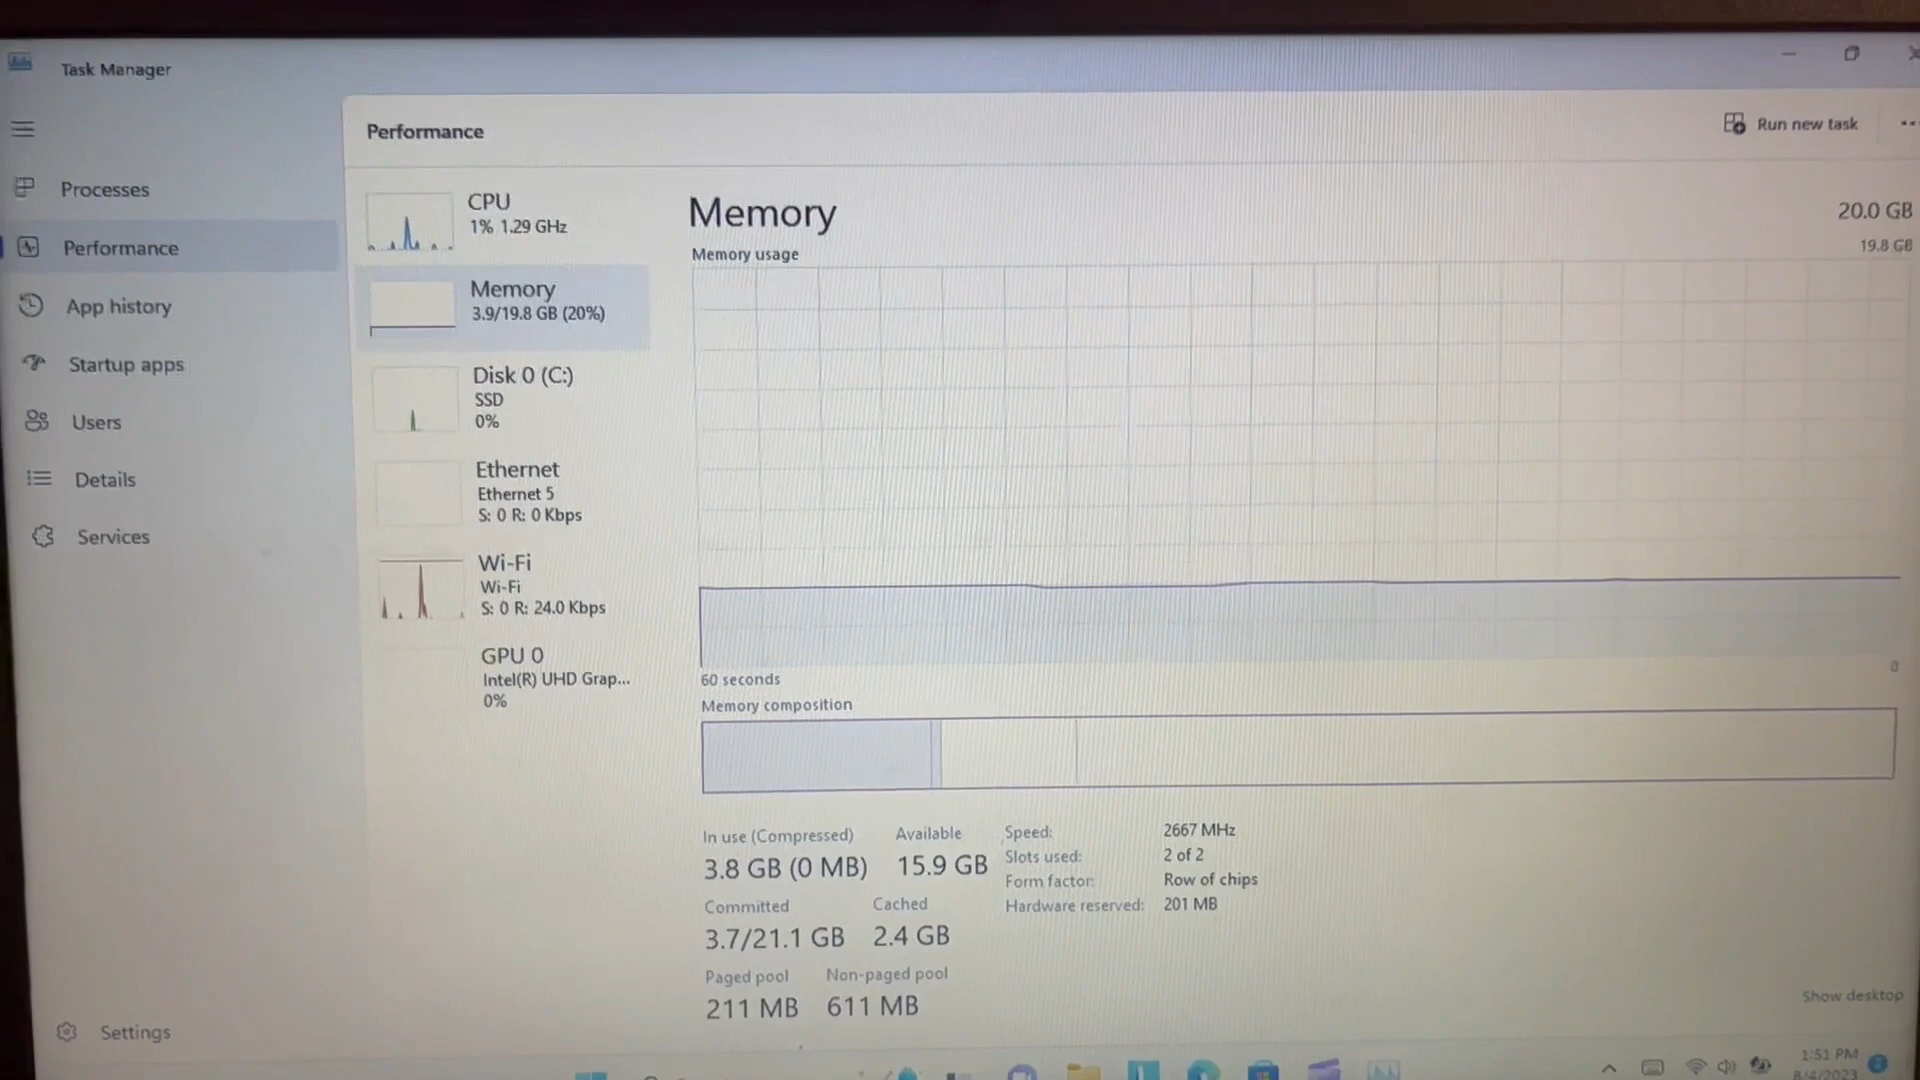 Task Manager
Performance
Run new task
Processes
Performance
App history
Startup apps
Users
Details
Services
Settings
CPU
1% 1.29 GHz
Memory
3.9/19.8 GB (20%)
Disk 0 (C:)
SSD
0%
Ethernet
Ethernet 5
S: 0 R: 0 Kbps
Wi-Fi
Wi-Fi
S: 0 R: 24.0 Kbps
GPU 0
Intel(R) UHD Grap...
0%
Memory
20.0 GB
Memory usage
19.8 GB
60 seconds
0
Memory composition
In use (Compressed)
Available
3.8 GB (0 MB)
15.9 GB
Committed
Cached
3.7/21.1 GB
2.4 GB
Paged pool
Non-paged pool
211 MB
611 MB
Speed:
2667 MHz
Slots used:
2 of 2
Form factor:
Row of chips
Hardware reserved:
201 MB
Show desktop
1:51 PM
8/4/2023